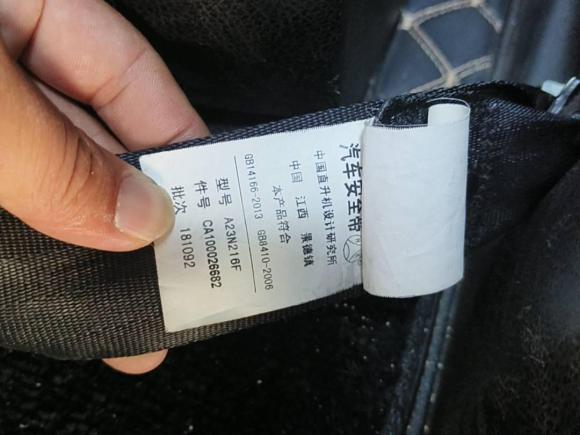 汽车安全带
中国直升机设计研究所
中国 江西 景德镇
本产品符合
GB14166-2013 GB8410-2006
型号 A23N216F
件号 CA100026682
批次 181092